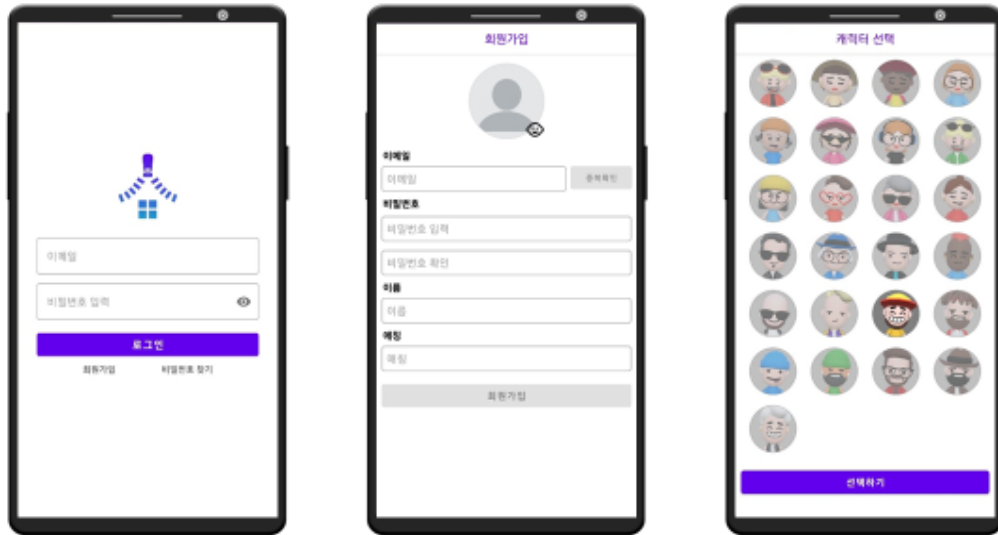 이메일
비밀번호 입력
로그인
회원가입
비밀번호 찾기
회원가입
이메일
이메일
중복확인
비밀번호
비밀번호 입력
비밀번호 확인
이름
이름
애칭
애칭
회원가입
캐릭터 선택
선택하기